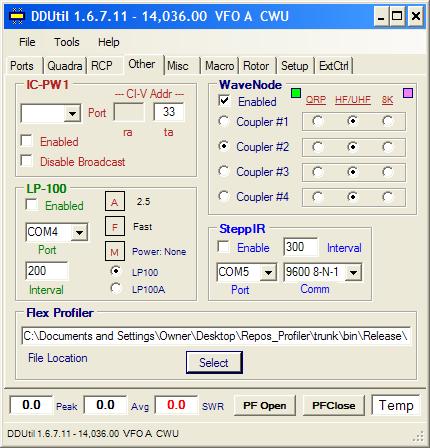 DDUtil 1.6.7.11 - 14,036.00 VFO A CWU
File Tools Help
Ports Quadra RCP Other Misc Macro Rotor Setup ExtCtrl
IC-PW1
--- CI-V Addr ---
Port 33
ra ta
Enabled
Disable Broadcast
WaveNode
Enabled QRP HF/UHF 8K
Coupler #1
Coupler #2
Coupler #3
Coupler #4
LP-100
Enabled
COM4
Port
200
Interval
A 2.5
F Fast
M Power: None
LP100
LP100A
SteppIR
Enable 300 Interval
COM5 9600 8-N-1
Port Comm
Flex Profiler
C:\Documents and Settings\Owner\Desktop\Repos_Profiler\trunk\bin\Release\
File Location Select
0.0 Peak 0.0 Avg 0.0 SWR PF Open PFClose Temp
DDUtil 1.6.7.11 - 14,036.00 VFO A CWU